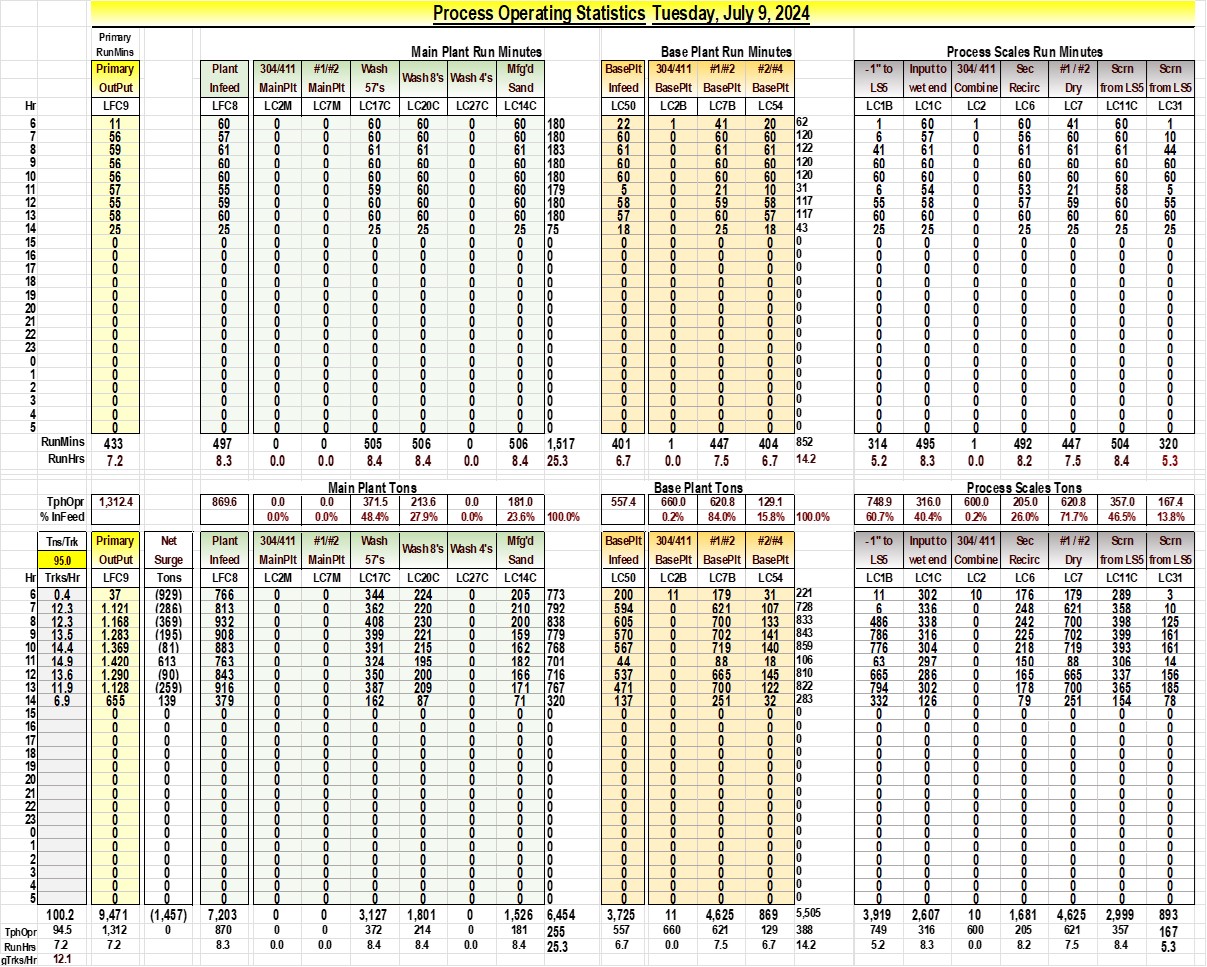 Process Operating Statistics Tuesday, July 9, 2024
Primary
RunMins Main Plant Run Minutes Base Plant Run Minutes Process Scales Run Minutes
Primary Plant 304/411 #1/#2 Wash Wash 8's Wash 4's Mfg'd BasePlt 304/411 #1/#2 #2/#4 -1" to Input to 304/ 411 Sec #1 / #2 Scrn Scrn
OutPut Infeed MainPlt MainPlt 57's Sand Infeed BasePlt BasePlt BasePlt LS5 wet end Combine Recirc Dry from LS5 from LS5
Hr LFC9 LFC8 LC2M LC7M LC17C LC20C LC27C LC14C LC50 LC2B LC7B LC54 LC1B LC1C LC2 LC6 LC7 LC11C LC31
6 11 60 0 0 60 60 0 60 180 22 1 41 20 62 1 60 1 60 41 60 1
7 56 57 0 0 60 60 0 60 180 60 0 60 60 120 6 57 0 56 60 60 10
8 59 61 0 0 61 61 0 61 183 61 0 61 61 122 41 61 0 61 61 61 44
9 56 60 0 0 60 60 0 60 180 60 0 60 60 120 60 60 0 60 60 60 60
10 56 60 0 0 60 60 0 60 180 60 0 60 60 120 60 60 0 60 60 60 60
11 57 55 0 0 59 60 0 60 179 5 0 21 10 31 6 54 0 53 21 58 5
12 55 59 0 0 60 60 0 60 180 58 0 59 58 117 55 58 0 57 59 60 55
13 58 60 0 0 60 60 0 60 180 57 0 60 57 117 60 60 0 60 60 60 60
14 25 25 0 0 25 25 0 25 75 18 0 25 18 43 25 25 0 25 25 25 25
15 0 0 0 0 0 0 0 0 0 0 0 0 0 0 0 0 0 0 0 0
16 0 0 0 0 0 0 0 0 0 0 0 0 0 0 0 0 0 0 0 0
17 0 0 0 0 0 0 0 0 0 0 0 0 0 0 0 0 0 0 0 0
18 0 0 0 0 0 0 0 0 0 0 0 0 0 0 0 0 0 0 0 0
19 0 0 0 0 0 0 0 0 0 0 0 0 0 0 0 0 0 0 0 0
20 0 0 0 0 0 0 0 0 0 0 0 0 0 0 0 0 0 0 0 0
21 0 0 0 0 0 0 0 0 0 0 0 0 0 0 0 0 0 0 0 0
22 0 0 0 0 0 0 0 0 0 0 0 0 0 0 0 0 0 0 0 0
23 0 0 0 0 0 0 0 0 0 0 0 0 0 0 0 0 0 0 0 0
0 0 0 0 0 0 0 0 0 0 0 0 0 0 0 0 0 0 0 0 0
1 0 0 0 0 0 0 0 0 0 0 0 0 0 0 0 0 0 0 0 0
2 0 0 0 0 0 0 0 0 0 0 0 0 0 0 0 0 0 0 0 0
3 0 0 0 0 0 0 0 0 0 0 0 0 0 0 0 0 0 0 0 0
4 0 0 0 0 0 0 0 0 0 0 0 0 0 0 0 0 0 0 0 0
5 0 0 0 0 0 0 0 0 0 0 0 0 0 0 0 0 0 0 0 0
RunMins 433 497 0 0 505 506 0 506 1,517 401 1 447 404 852 314 495 1 492 447 504 320
RunHrs 7.2 8.3 0.0 0.0 8.4 8.4 0.0 8.4 25.3 6.7 0.0 7.5 6.7 14.2 5.2 8.3 0.0 8.2 7.5 8.4 5.3
Main Plant Tons Base Plant Tons Process Scales Tons
TphOpr 1,312.4 869.6 0.0 0.0 371.5 213.6 0.0 181.0 557.4 660.0 620.8 129.1 748.9 316.0 600.0 205.0 620.8 357.0 167.4
% InFeed 0.0% 0.0% 48.4% 27.9% 0.0% 23.6% 100.0% 0.2% 84.0% 15.8% 100.0% 60.7% 40.4% 0.2% 26.0% 71.7% 46.5% 13.8%
Tns/Trk Primary Net Plant 304/411 #1/#2 Wash Wash 8's Wash 4's Mfg'd BasePlt 304/411 #1/#2 #2/#4 -1" to Input to 304/ 411 Sec #1 / #2 Scrn Scrn
95.0 OutPut Surge Infeed MainPlt MainPlt 57's Sand Infeed BasePlt BasePlt BasePlt LS5 wet end Combine Recirc Dry from LS5 from LS5
Hr Trks/Hr LFC9 Tons LFC8 LC2M LC7M LC17C LC20C LC27C LC14C LC50 LC2B LC7B LC54 LC1B LC1C LC2 LC6 LC7 LC11C LC31
6 0.4 37 (929) 766 0 0 344 224 0 205 773 200 11 179 31 221 11 302 10 176 179 289 3
7 12.3 1.121 (286) 813 0 0 362 220 0 210 792 594 0 621 107 728 6 336 0 248 621 358 10
8 12.3 1.168 (369) 932 0 0 408 230 0 200 838 605 0 700 133 833 486 338 0 242 700 398 125
9 13.5 1.283 (195) 908 0 0 399 221 0 159 779 570 0 702 141 843 786 316 0 225 702 399 161
10 14.4 1.369 (81) 883 0 0 391 215 0 162 768 567 0 719 140 859 776 304 0 218 719 393 161
11 14.9 1.420 613 763 0 0 324 195 0 182 701 44 0 88 18 106 63 297 0 150 88 306 14
12 13.6 1.290 (90) 843 0 0 350 200 0 166 716 537 0 665 145 810 665 286 0 165 665 337 156
13 11.9 1.128 (259) 916 0 0 387 209 0 171 767 471 0 700 122 822 794 302 0 178 700 365 185
14 6.9 655 139 379 0 0 162 87 0 71 320 137 0 251 32 283 332 126 0 79 251 154 78
15 0 0 0 0 0 0 0 0 0 0 0 0 0 0 0 0 0 0 0 0 0
16 0 0 0 0 0 0 0 0 0 0 0 0 0 0 0 0 0 0 0 0 0
17 0 0 0 0 0 0 0 0 0 0 0 0 0 0 0 0 0 0 0 0 0
18 0 0 0 0 0 0 0 0 0 0 0 0 0 0 0 0 0 0 0 0 0
19 0 0 0 0 0 0 0 0 0 0 0 0 0 0 0 0 0 0 0 0 0
20 0 0 0 0 0 0 0 0 0 0 0 0 0 0 0 0 0 0 0 0 0
21 0 0 0 0 0 0 0 0 0 0 0 0 0 0 0 0 0 0 0 0 0
22 0 0 0 0 0 0 0 0 0 0 0 0 0 0 0 0 0 0 0 0 0
23 0 0 0 0 0 0 0 0 0 0 0 0 0 0 0 0 0 0 0 0 0
0 0 0 0 0 0 0 0 0 0 0 0 0 0 0 0 0 0 0 0 0 0
1 0 0 0 0 0 0 0 0 0 0 0 0 0 0 0 0 0 0 0 0 0
2 0 0 0 0 0 0 0 0 0 0 0 0 0 0 0 0 0 0 0 0 0
3 0 0 0 0 0 0 0 0 0 0 0 0 0 0 0 0 0 0 0 0 0
4 0 0 0 0 0 0 0 0 0 0 0 0 0 0 0 0 0 0 0 0 0
5 0 0 0 0 0 0 0 0 0 0 0 0 0 0 0 0 0 0 0 0 0
100.2 9,471 (1,457) 7,203 0 0 3,127 1,801 0 1,526 6,454 3,725 11 4,625 869 5,505 3,919 2,607 10 1,681 4,625 2,999 893
TphOpr 94.5 1,312 0 870 0 0 372 214 0 181 255 557 660 621 129 388 749 316 600 205 621 357 167
RunHrs 7.2 7.2 8.3 0.0 0.0 8.4 8.4 0.0 8.4 25.3 6.7 0.0 7.5 6.7 14.2 5.2 8.3 0.0 8.2 7.5 8.4 5.3
gTrks/Hr 12.1